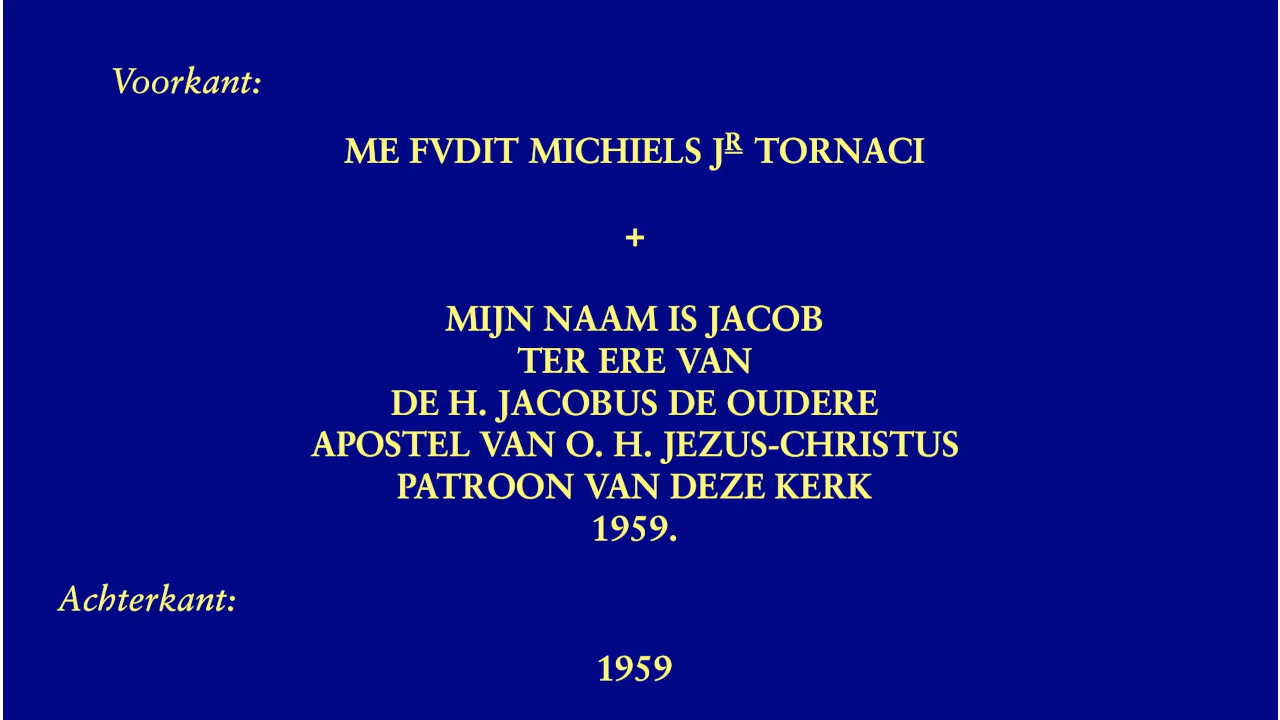 Voorkant:
ME FVDIT MICHIELS Jᴿ TORNACI
+
MIJN NAAM IS JACOB
TER ERE VAN
DE H. JACOBUS DE OUDERE
APOSTEL VAN O. H. JEZUS-CHRISTUS
PATROON VAN DEZE KERK
1959.
Achterkant:
1959